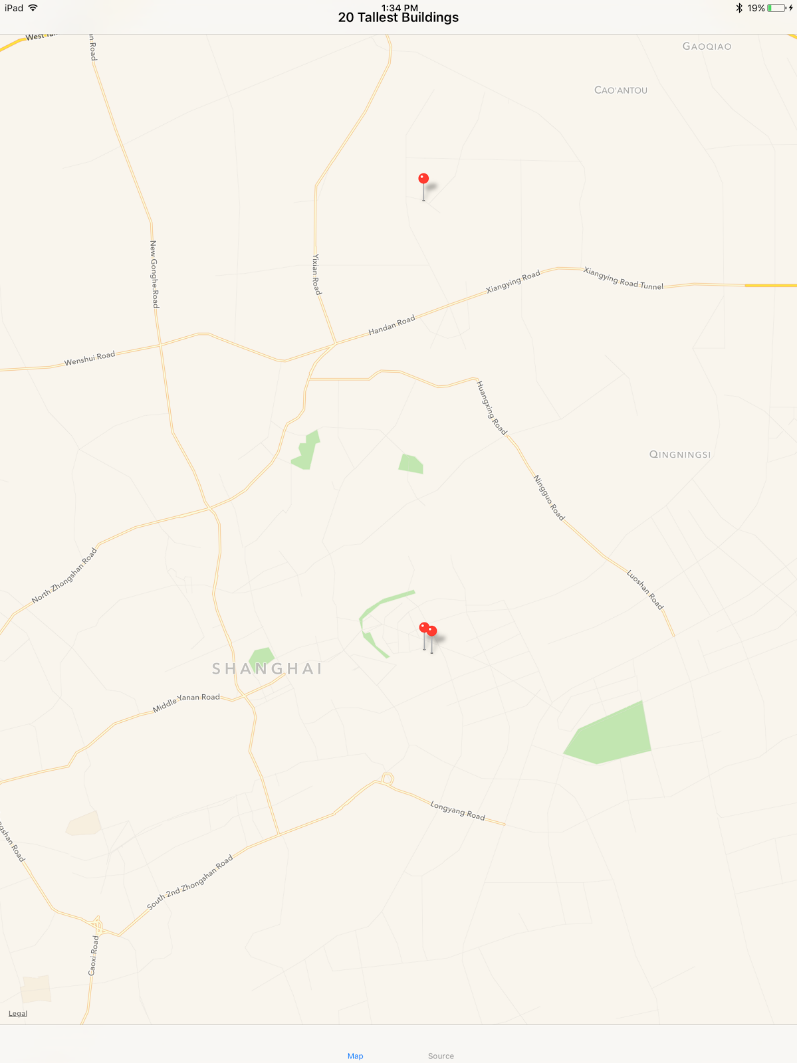 iPad 1:34 PM 19%
20 Tallest Buildings
GAOQIAO
CAO'ANTOU
New Gonghe Road
Yixian Road
Xiangying Road
Xiangying Road Tunnel
Handan Road
Wenshui Road
Huangxing Road
QINGNINGSI
Ningguo Road
North Zhongshan Road
Luoshan Road
SHANGHAI
Middle Yanan Road
Longyang Road
South 2nd Zhongshan Road
Caoxi Road
Legal
Map Source